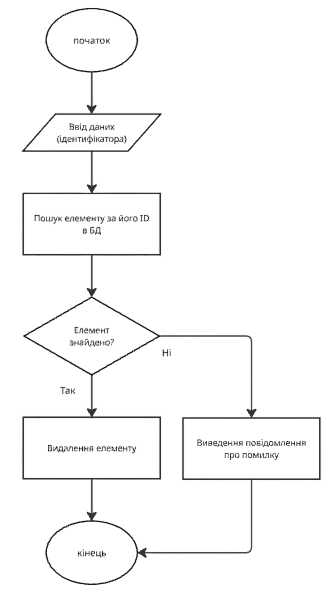 початок
Ввід даних
(ідентифікатора)
Пошук елементу за його ID
в БД
Елемент
знайдено?
Ні
Так
Видалення елементу
Виведення повідомлення
про помилку
кінець